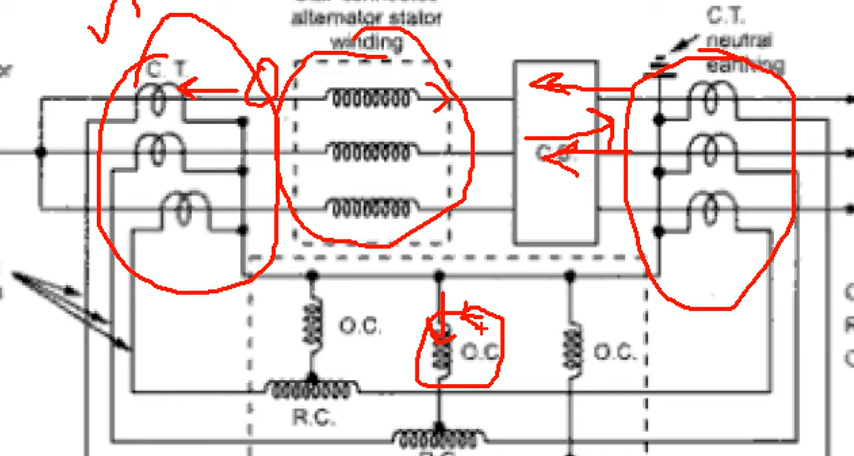 alternator stator
winding
C.T.
neutral
earthing
C. T
C.B.
O.C.
O.C.
O.C.
R.C.